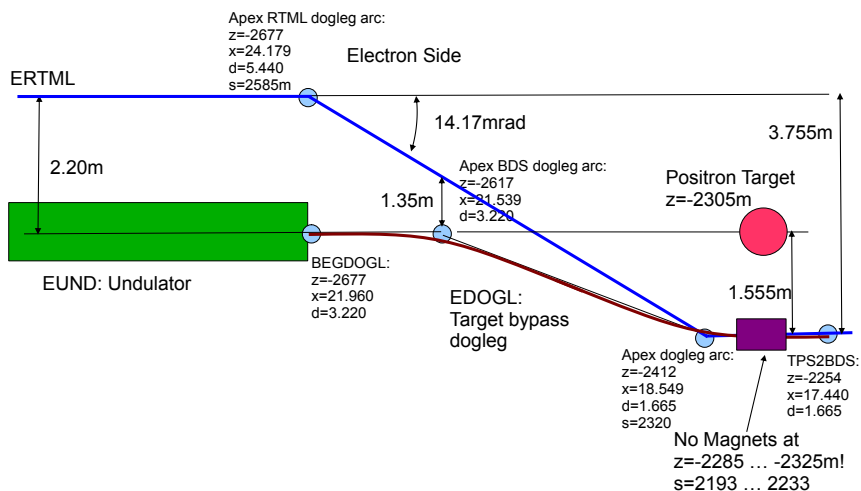 Apex RTML dogleg arc:
z=-2677
x=24.179
d=5.440
s=2585m
Electron Side
ERTML
14.17mrad
3.755m
2.20m
Apex BDS dogleg arc:
z=-2617
x=21.539
d=3.220
1.35m
Positron Target
z=-2305m
EUND: Undulator
BEGDOGL:
z=-2677
x=21.960
d=3.220
EDOGL:
Target bypass
dogleg
1.555m
Apex dogleg arc:
z=-2412
x=18.549
d=1.665
s=2320
TPS2BDS:
z=-2254
x=17.440
d=1.665
No Magnets at
z=-2285 ... -2325m!
s=2193 ... 2233